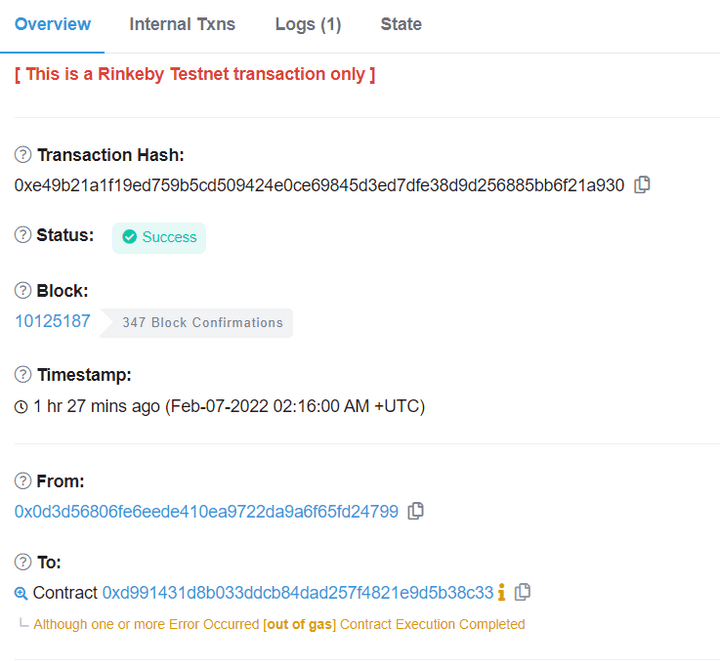 Overview Internal Txns Logs (1) State
[ This is a Rinkeby Testnet transaction only ]
Transaction Hash:
0xe49b21a1f19ed759b5cd509424e0ce69845d3ed7dfe38d9d256885bb6f21a930
Status: Success
Block:
10125187 347 Block Confirmations
Timestamp:
1 hr 27 mins ago (Feb-07-2022 02:16:00 AM +UTC)
From:
0x0d3d56806fe6eede410ea9722da9a6f65fd24799
To:
Contract 0xd991431d8b033ddcb84dad257f4821e9d5b38c33
Although one or more Error Occurred [out of gas] Contract Execution Completed